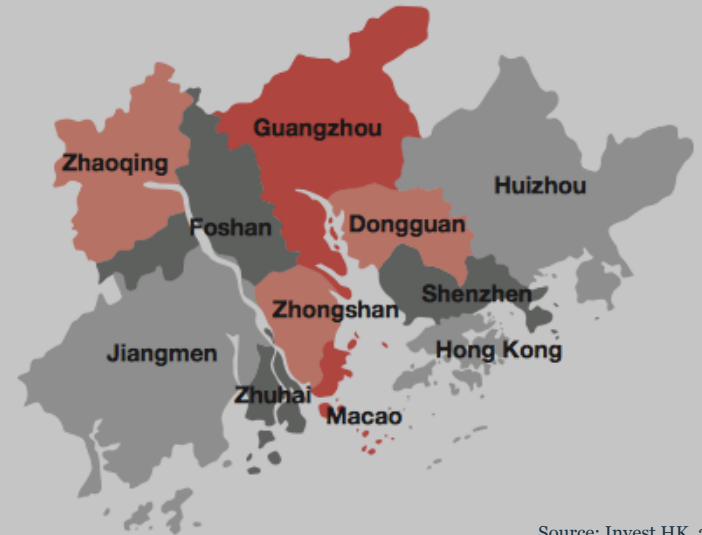 Guangzhou
Zhaoqing
Huizhou
Foshan
Dongguan
Shenzhen
Zhongshan
Jiangmen
Hong Kong
Zhuhai
Macao
Source: Invest HK,